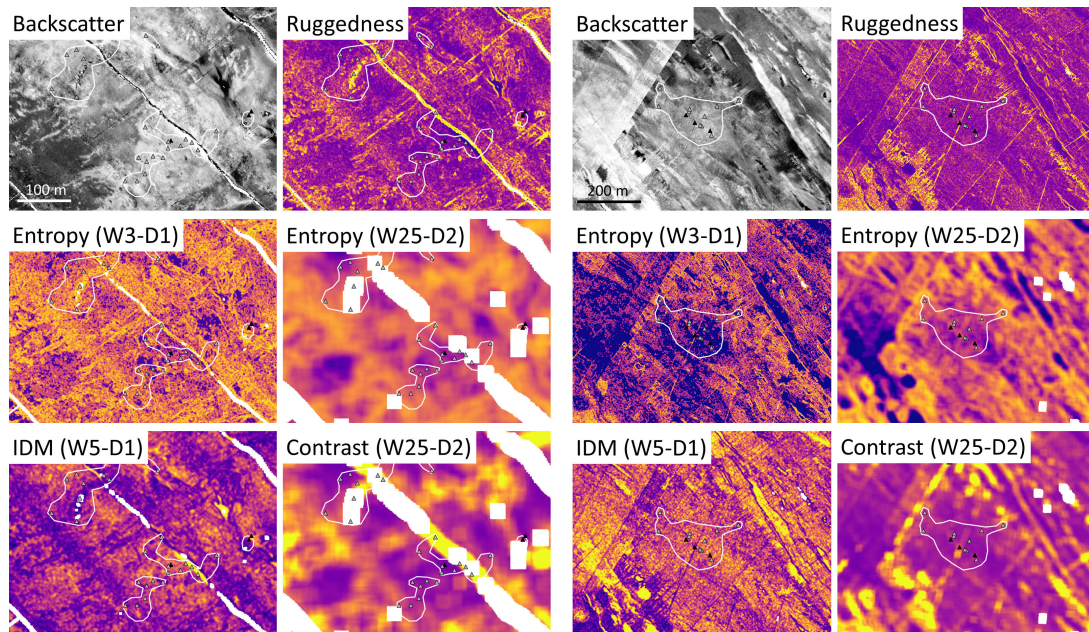 Backscatter
Ruggedness
Backscatter
Ruggedness
100 m
200 m
Entropy (W3-D1)
Entropy (W25-D2)
Entropy (W3-D1)
Entropy (W25-D2)
IDM (W5-D1)
Contrast (W25-D2)
IDM (W5-D1)
Contrast (W25-D2)